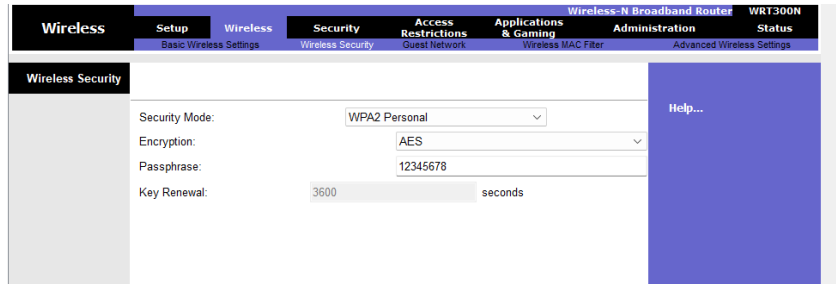 Wireless-N Broadband Router WRT300N
Wireless Setup Wireless Security Access Restrictions Applications & Gaming Administration Status
Basic Wireless Settings Wireless Security Guest Network Wireless MAC Filter Advanced Wireless Settings
Wireless Security
Help...
Security Mode: WPA2 Personal
Encryption: AES
Passphrase: 12345678
Key Renewal: 3600 seconds